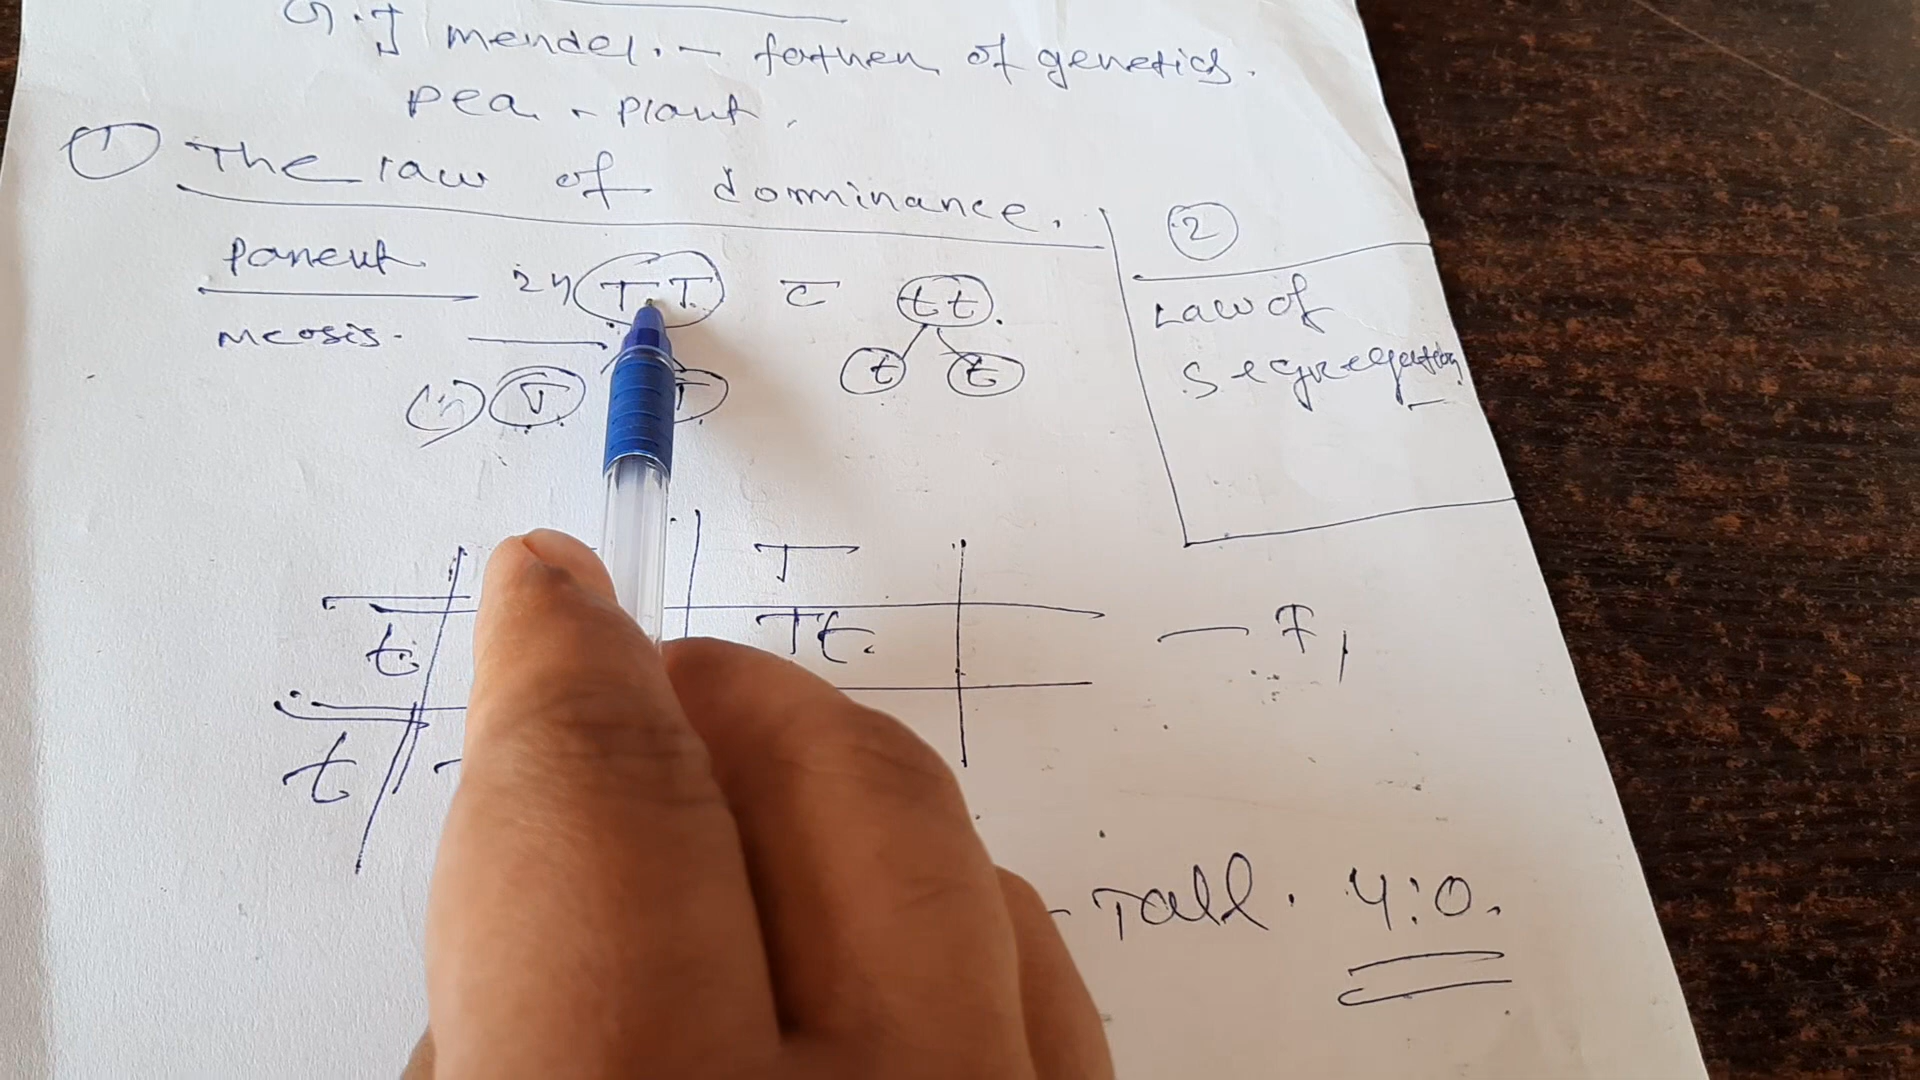 G.J mendel. - father of genetics.
pea - plant.
① The law of dominance.
Parent 2n TT c tt.
meosis.
(n) T T t t
②
Law of
Segregation
T
t. Tt. — F1
t
- Tall. 4:0.